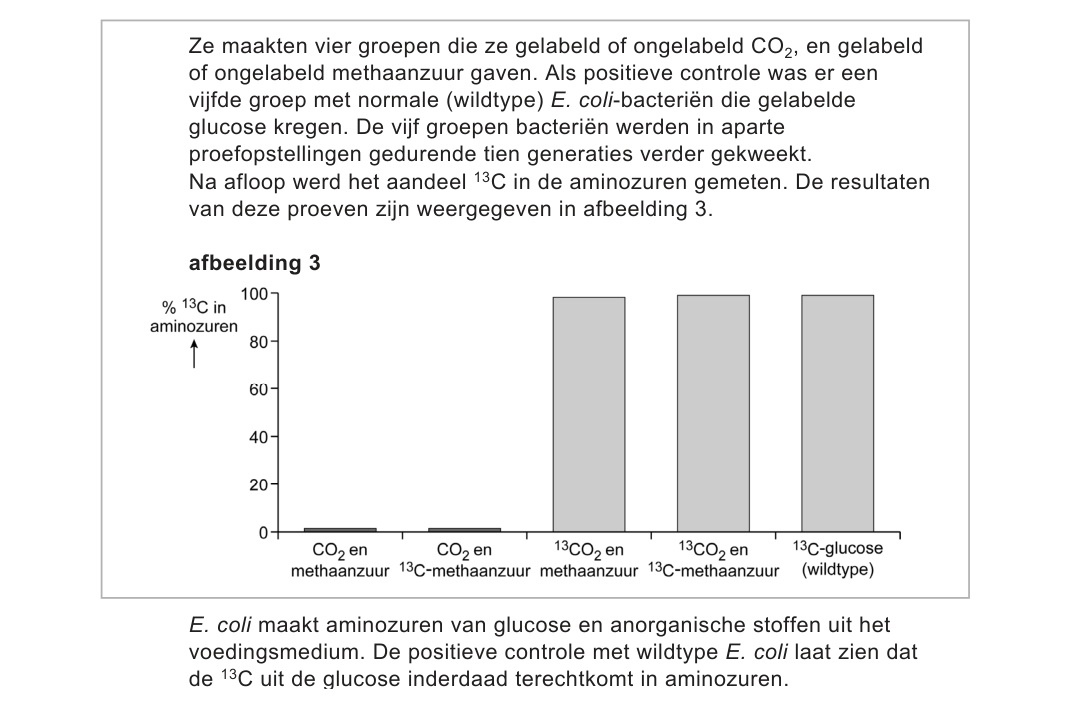 Ze maakten vier groepen die ze gelabeld of ongelabeld CO₂, en gelabeld
of ongelabeld methaanzuur gaven. Als positieve controle was er een
vijfde groep met normale (wildtype) E. coli-bacteriën die gelabelde
glucose kregen. De vijf groepen bacteriën werden in aparte
proefopstellingen gedurende tien generaties verder gekweekt.
Na afloop werd het aandeel ¹³C in de aminozuren gemeten. De resultaten
van deze proeven zijn weergegeven in afbeelding 3.
afbeelding 3
% ¹³C in
aminozuren
100
80
60
40
20
0
CO₂ en
methaanzuur
CO₂ en
¹³C-methaanzuur
¹³CO₂ en
methaanzuur
¹³CO₂ en
¹³C-methaanzuur
¹³C-glucose
(wildtype)
E. coli maakt aminozuren van glucose en anorganische stoffen uit het
voedingsmedium. De positieve controle met wildtype E. coli laat zien dat
de ¹³C uit de glucose inderdaad terechtkomt in aminozuren.